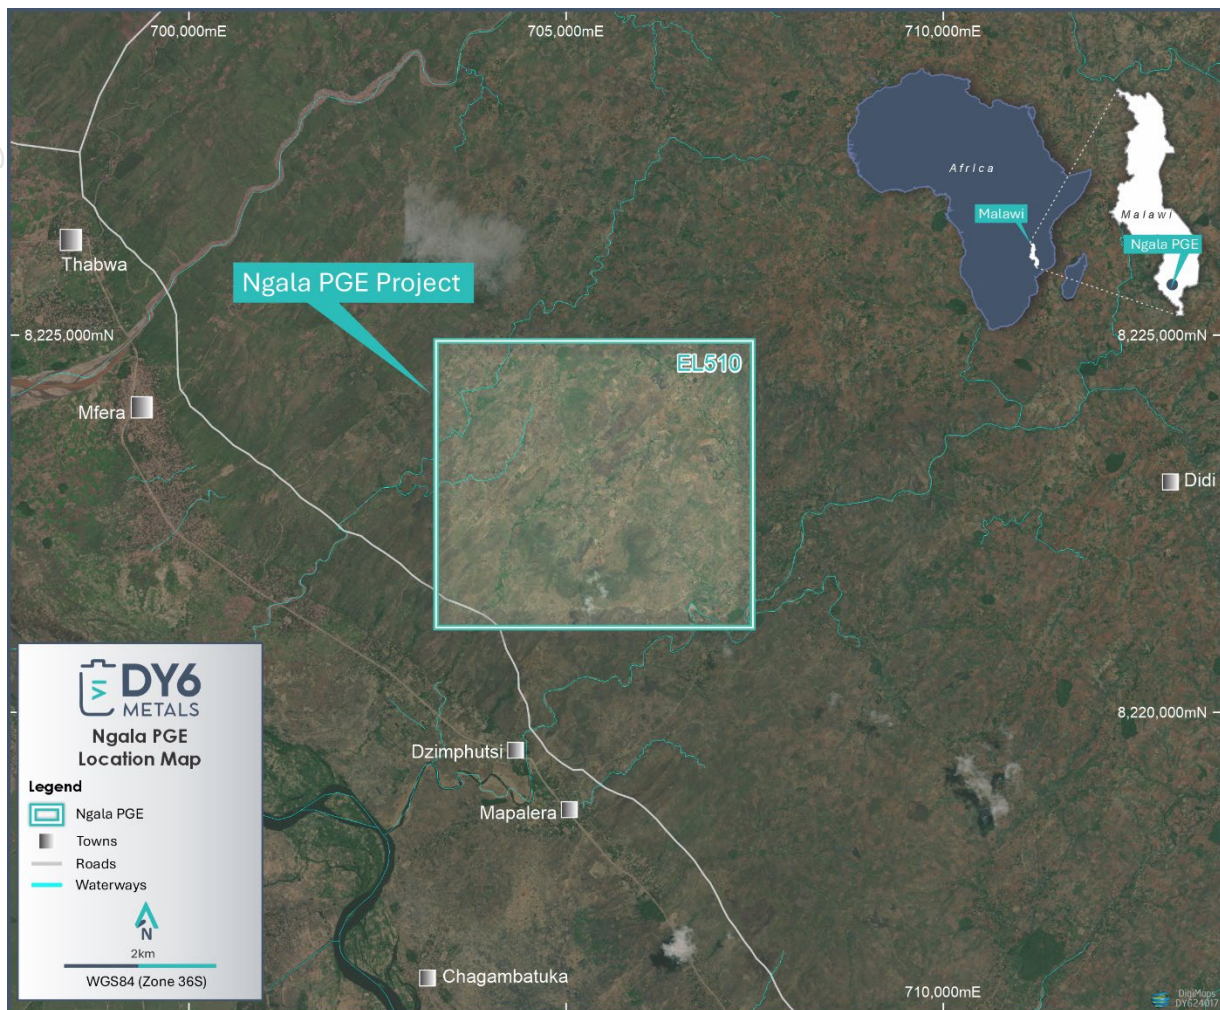 700,000mE
705,000mE
710,000mE
Africa
Malawi
Malawi
Ngala PGE
Thabwa
Ngala PGE Project
8,225,000mN
8,225,000mN
EL510
Mfera
Didi
8,220,000mN
DY6
METALS
Ngala PGE
Location Map
Legend
Ngala PGE
Towns
Roads
Waterways
N
2km
WGS84 (Zone 36S)
Dzimphutsi
Mapalera
Chagambatuka
710,000mE
DigiMaps
DY624017